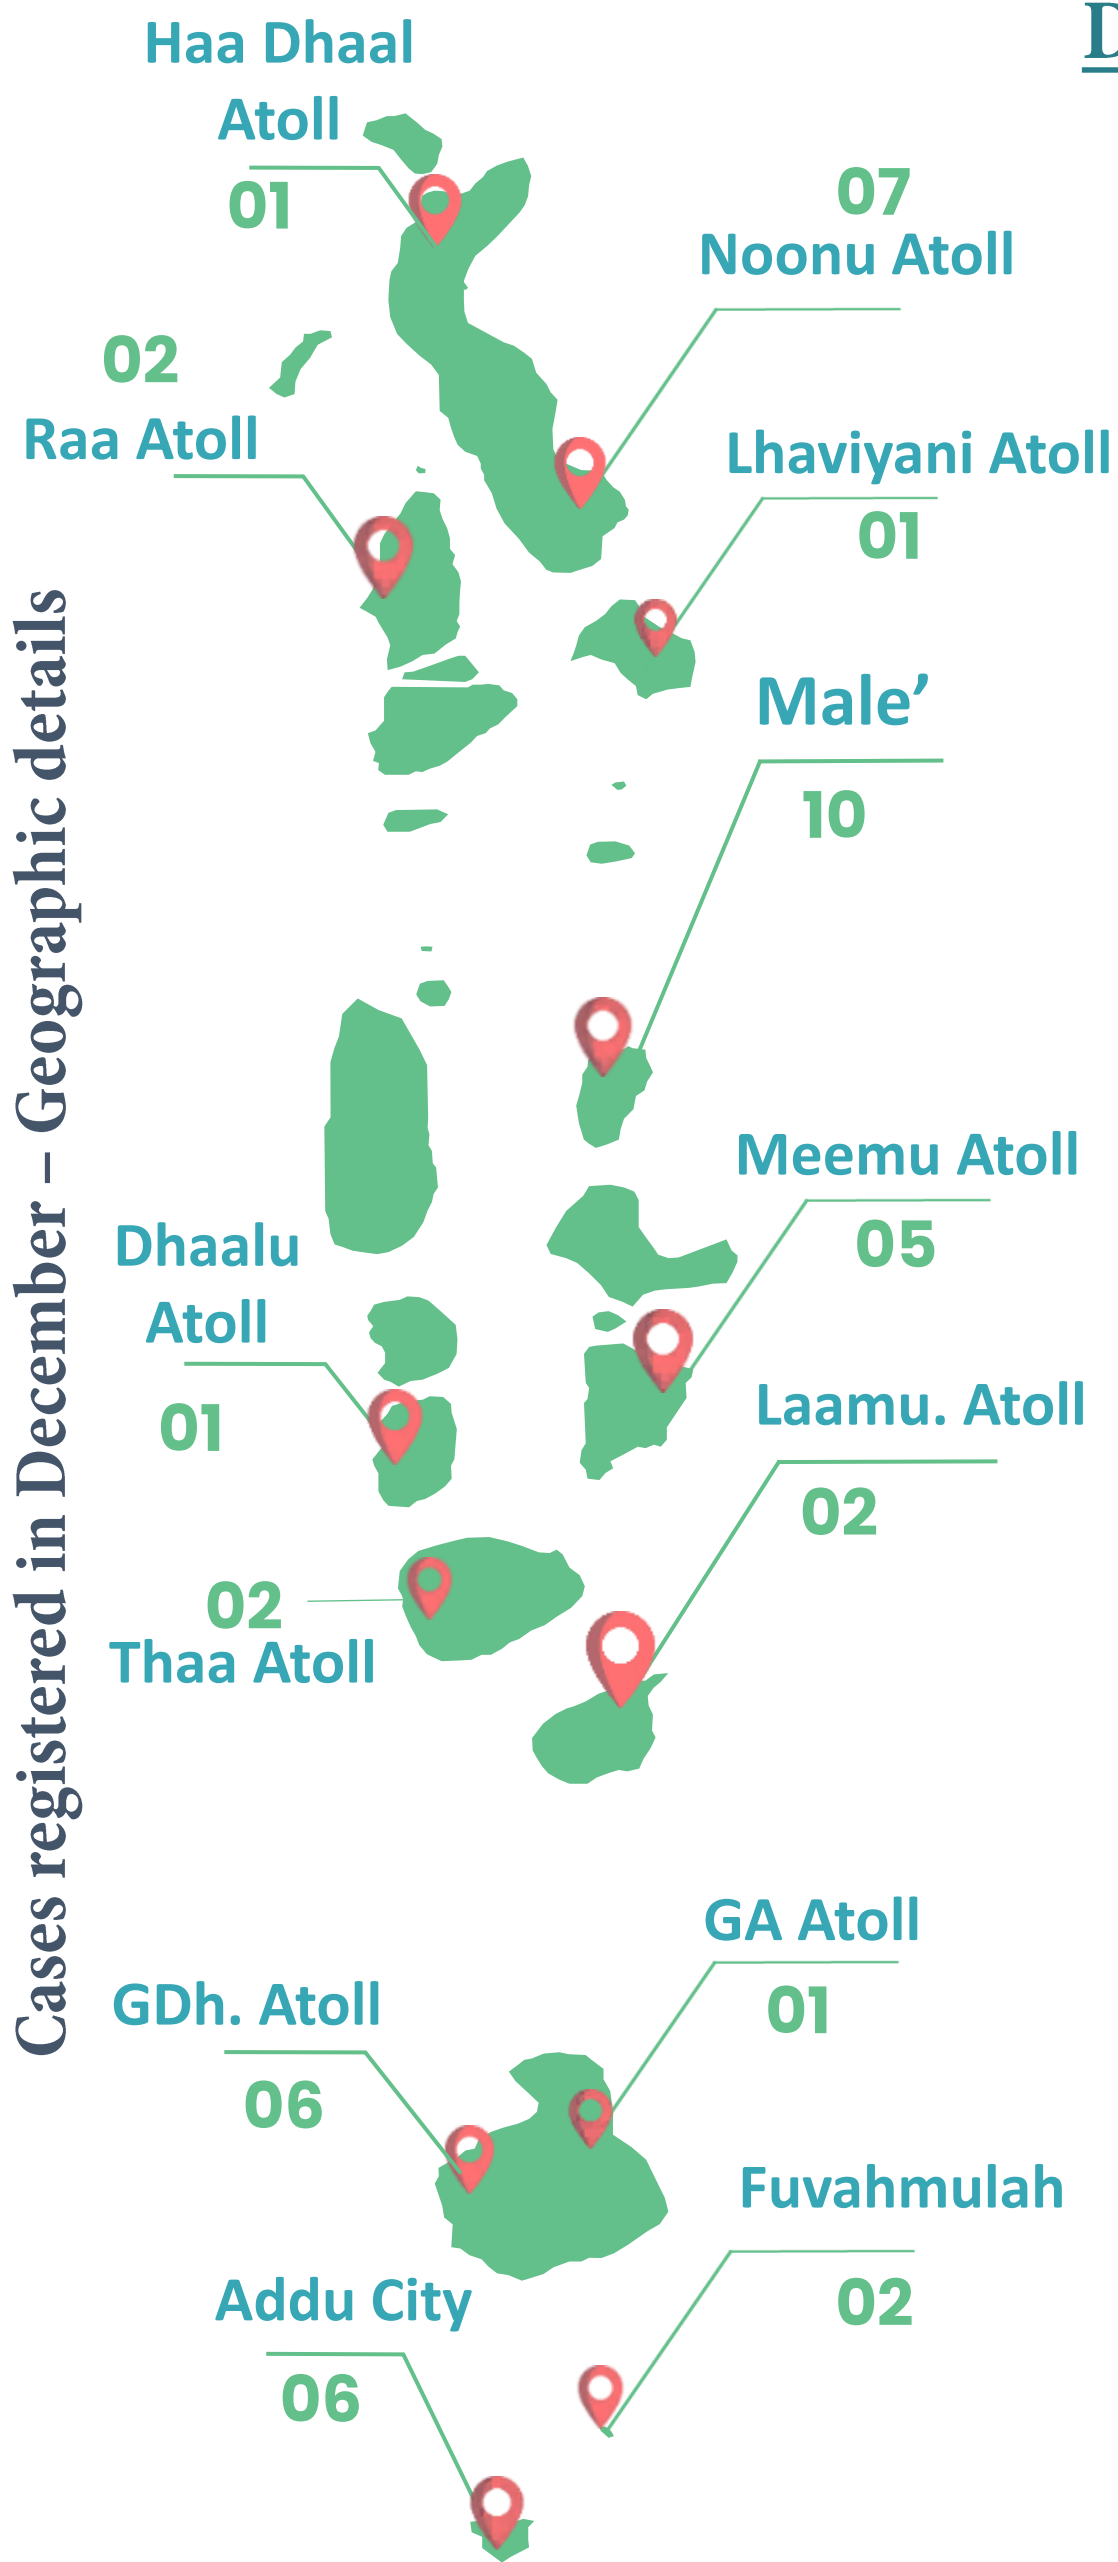 D
Haa Dhaal
Atoll
01
07
Noonu Atoll
02
Raa Atoll
Lhaviyani Atoll
01
Male’
10
Cases registered in December – Geographic details
Meemu Atoll
05
Dhaalu
Atoll
01
Laamu. Atoll
02
02
Thaa Atoll
GA Atoll
01
GDh. Atoll
06
Fuvahmulah
02
Addu City
06